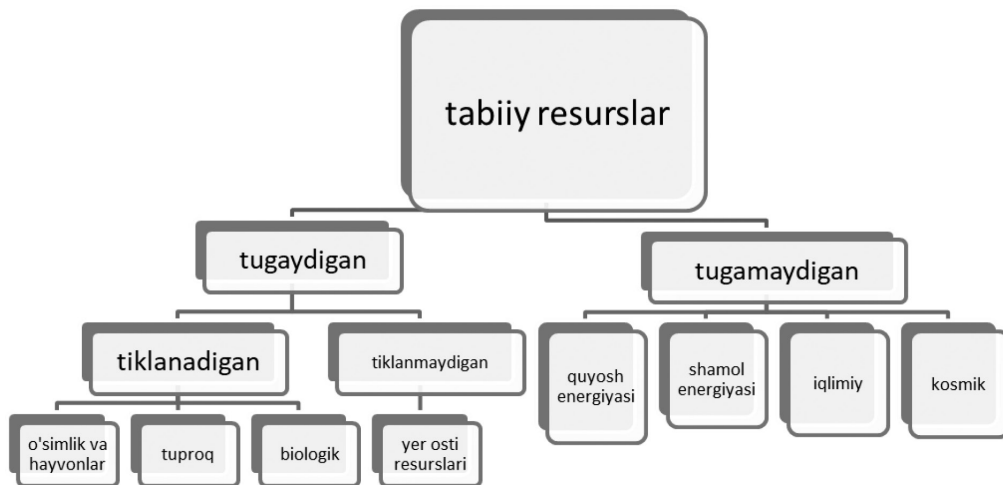 tabiiy resurslar
tugaydigan
tugamaydigan
tiklanadigan
tiklanmaydigan
quyosh
energiyasi
shamol
energiyasi
iqlimiy
kosmik
o'simlik va
hayvonlar
tuproq
biologik
yer osti
resurslari